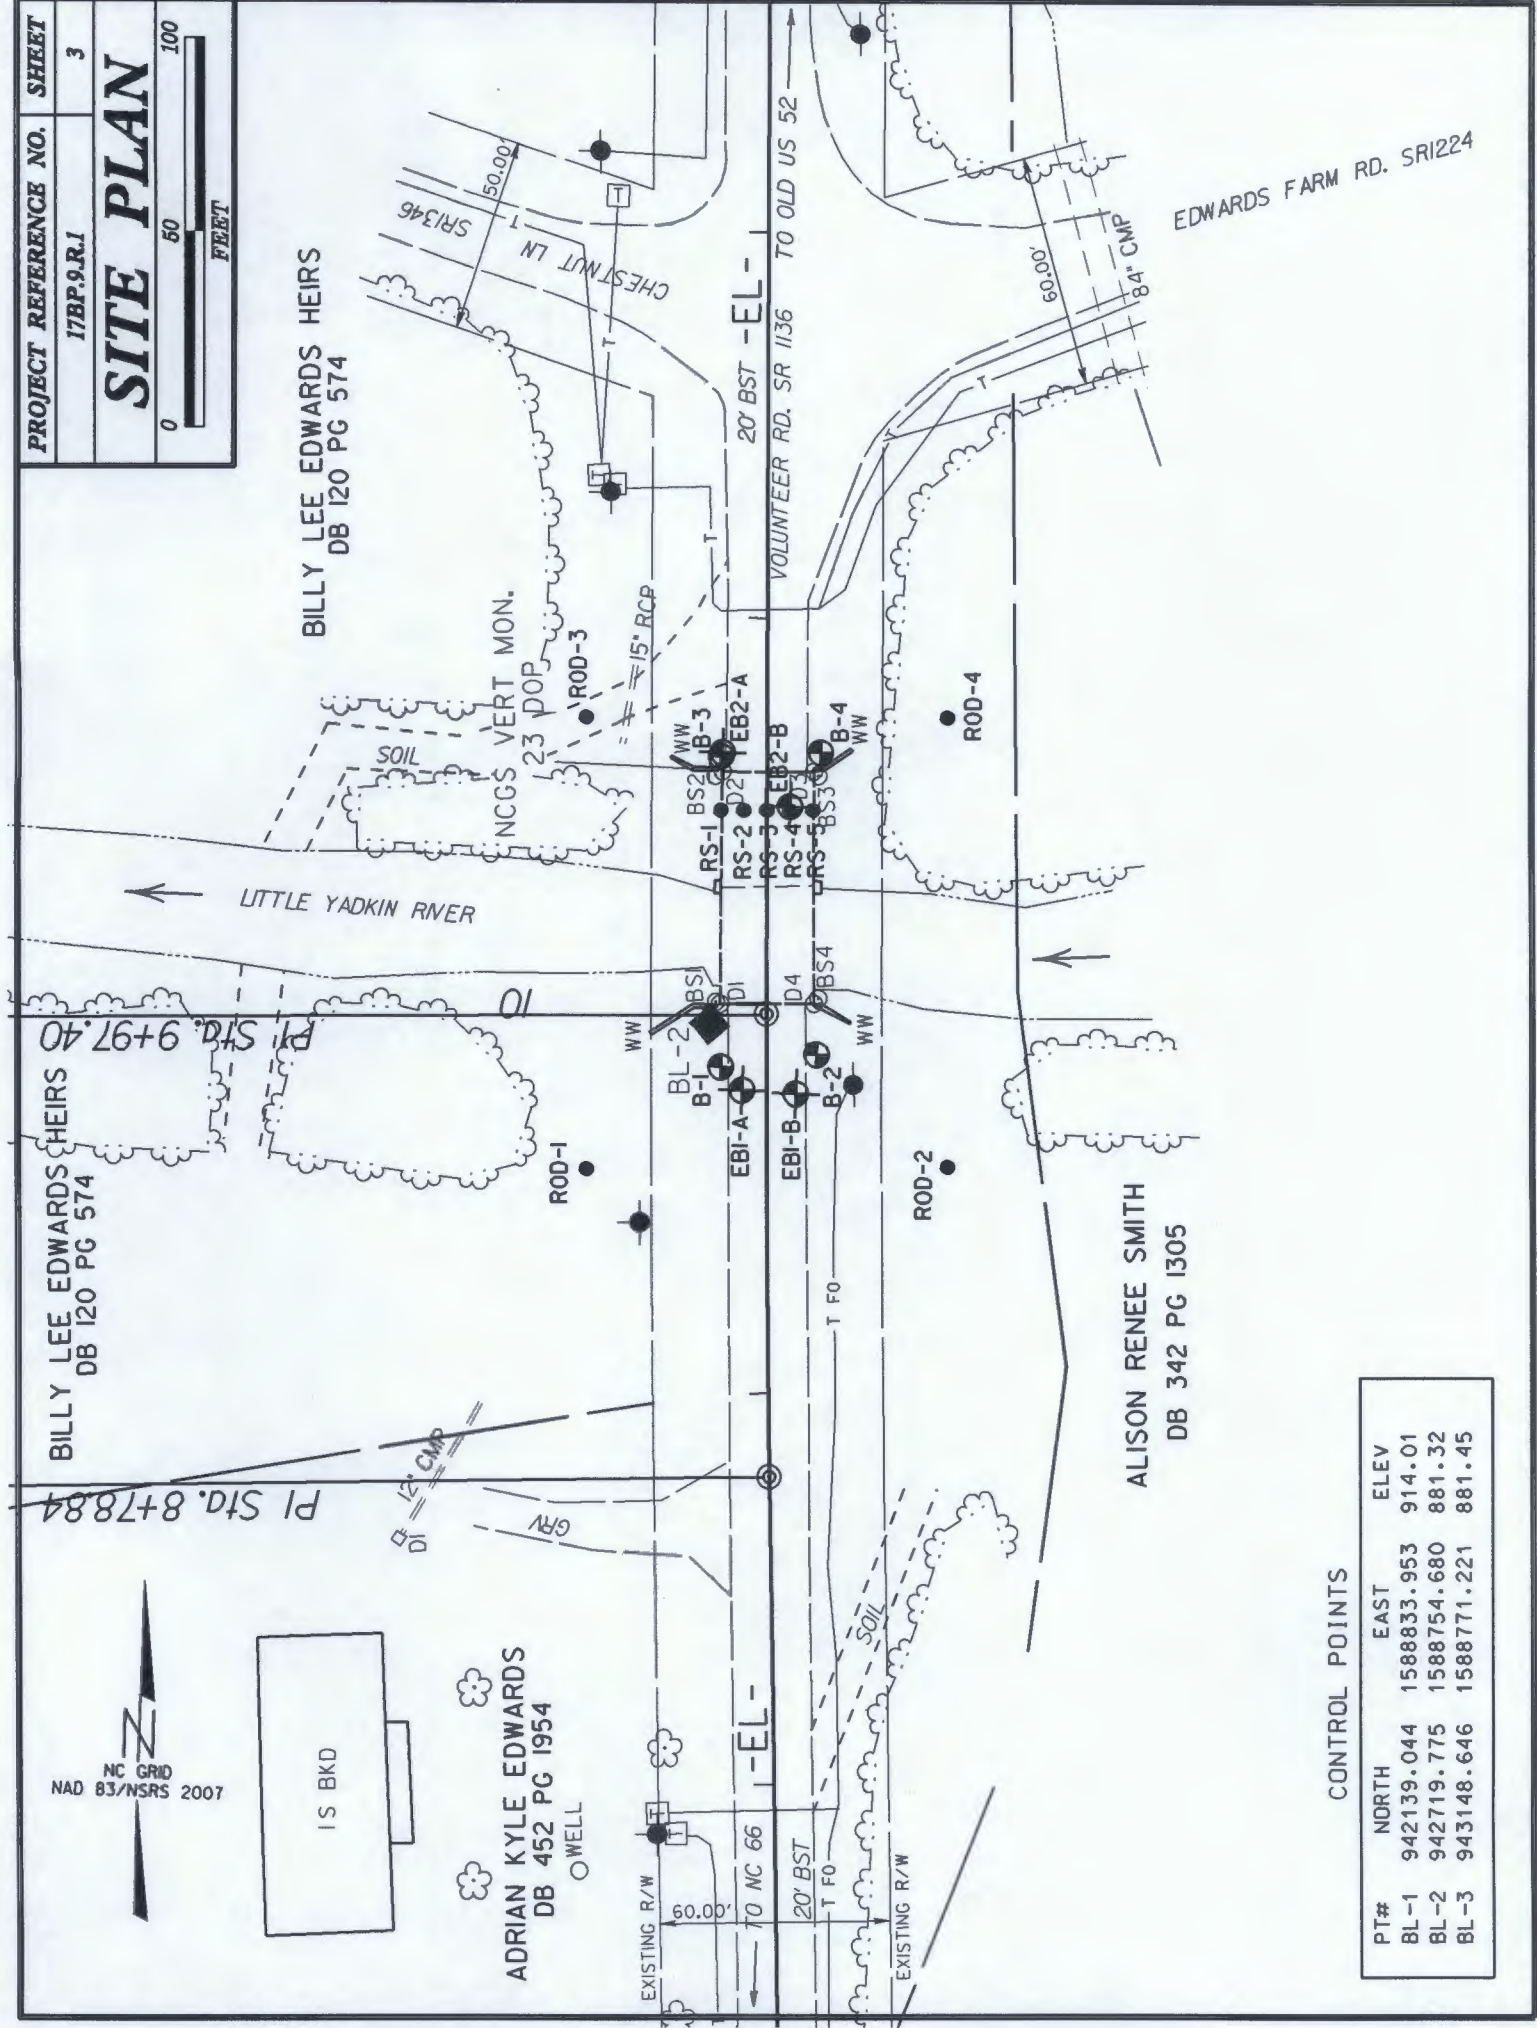 PROJECT REFERENCE NO.
SHEET
17BP.9.R.1
3
SITE PLAN
0
50
100
FEET
NC GRID
NAD 83/NSRS 2007
BILLY LEE EDWARDS HEIRS
DB 120 PG 574
BILLY LEE EDWARDS HEIRS
DB 120 PG 574
PI Sta. 8+78.84
PI Sta. 9+97.40
10
1S BKD
DI
12" CMP
GRV
ADRIAN KYLE EDWARDS
DB 452 PG 1954
WELL
LITTLE YADKIN RIVER
SOIL
NCGS VERT MON.
23 DOP
15" RCP
SR1346
CHESTNUT LN
50.00'
T
T
T
T
T
T
T
T
ROD-1
ROD-3
EXISTING R/W
60.00'
TO NC 66
20' BST
T FO
EXISTING R/W
-EL-
T FO
SOIL
WW
BL-2
BS1
D1
B-1
EB1-A
EB1-B
B-2
D4
BS4
WW
RS-1
RS-2
RS-3
RS-4
RS-5
BS2
D2
WW
B-3
EB2-A
EB2-B
D3
BS3
B-4
WW
20' BST
-EL-
VOLUNTEER RD. SR 1136
TO OLD US 52
ROD-2
ROD-4
T
60.00'
84" CMP
EDWARDS FARM RD. SR1224
ALISON RENEE SMITH
DB 342 PG 1305
CONTROL POINTS
PT# NORTH EAST ELEV
BL-1 942139.044 1588833.953 914.01
BL-2 942719.775 1588754.680 881.32
BL-3 943148.646 1588771.221 881.45